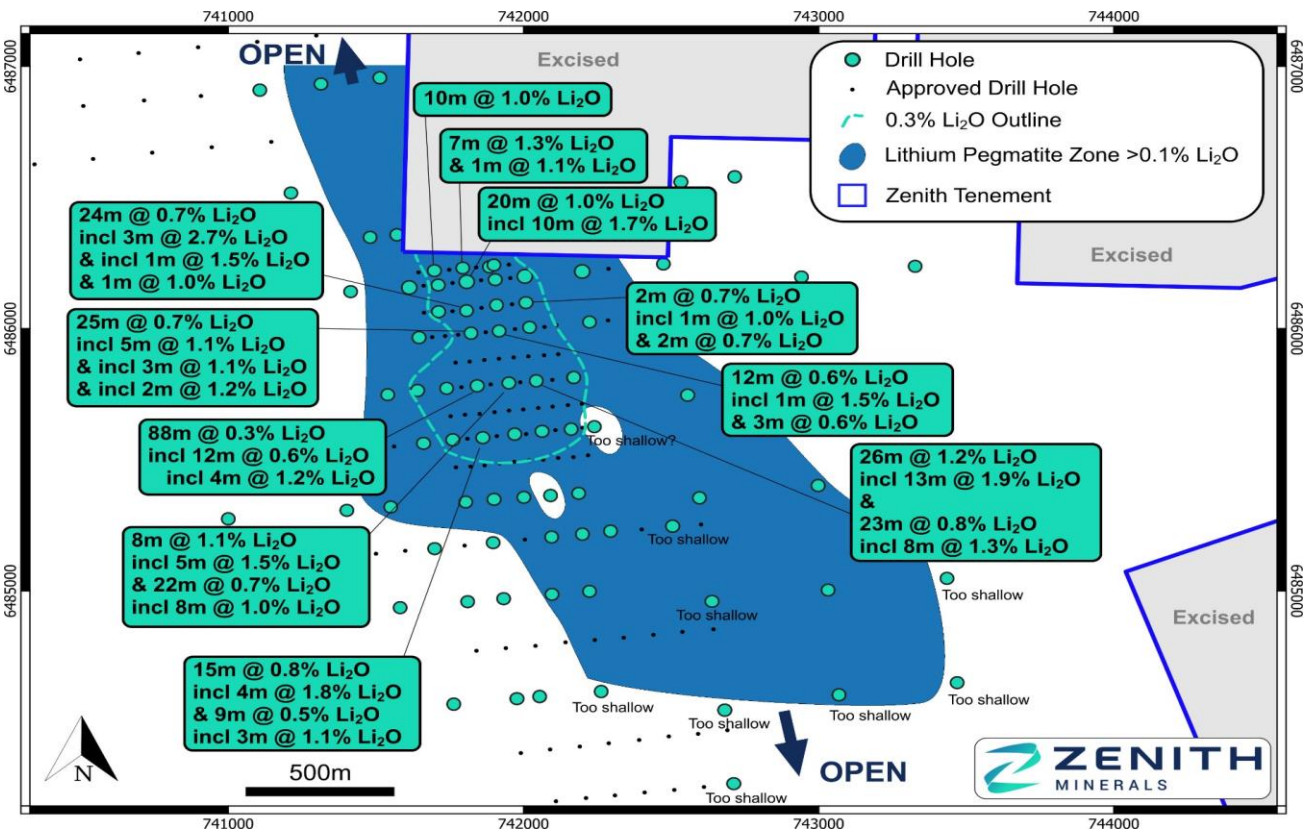 741000
742000
743000
744000
6487000
6487000
OPEN
Excised
Drill Hole
Approved Drill Hole
0.3% Li₂O Outline
Lithium Pegmatite Zone >0.1% Li₂O
Zenith Tenement
10m @ 1.0% Li₂O
7m @ 1.3% Li₂O
& 1m @ 1.1% Li₂O
20m @ 1.0% Li₂O
incl 10m @ 1.7% Li₂O
24m @ 0.7% Li₂O
incl 3m @ 2.7% Li₂O
& incl 1m @ 1.5% Li₂O
& 1m @ 1.0% Li₂O
Excised
6486000
6486000
2m @ 0.7% Li₂O
incl 1m @ 1.0% Li₂O
& 2m @ 0.7% Li₂O
25m @ 0.7% Li₂O
incl 5m @ 1.1% Li₂O
& incl 3m @ 1.1% Li₂O
& incl 2m @ 1.2% Li₂O
12m @ 0.6% Li₂O
incl 1m @ 1.5% Li₂O
& 3m @ 0.6% Li₂O
88m @ 0.3% Li₂O
incl 12m @ 0.6% Li₂O
incl 4m @ 1.2% Li₂O
Too shallow?
26m @ 1.2% Li₂O
incl 13m @ 1.9% Li₂O
&
23m @ 0.8% Li₂O
incl 8m @ 1.3% Li₂O
8m @ 1.1% Li₂O
incl 5m @ 1.5% Li₂O
& 22m @ 0.7% Li₂O
incl 8m @ 1.0% Li₂O
Too shallow
6485000
6485000
Too shallow
Too shallow
Excised
15m @ 0.8% Li₂O
incl 4m @ 1.8% Li₂O
& 9m @ 0.5% Li₂O
incl 3m @ 1.1% Li₂O
Too shallow
Too shallow
Too shallow
Too shallow
N
500m
OPEN
Too shallow
ZENITH
MINERALS
741000
742000
743000
744000